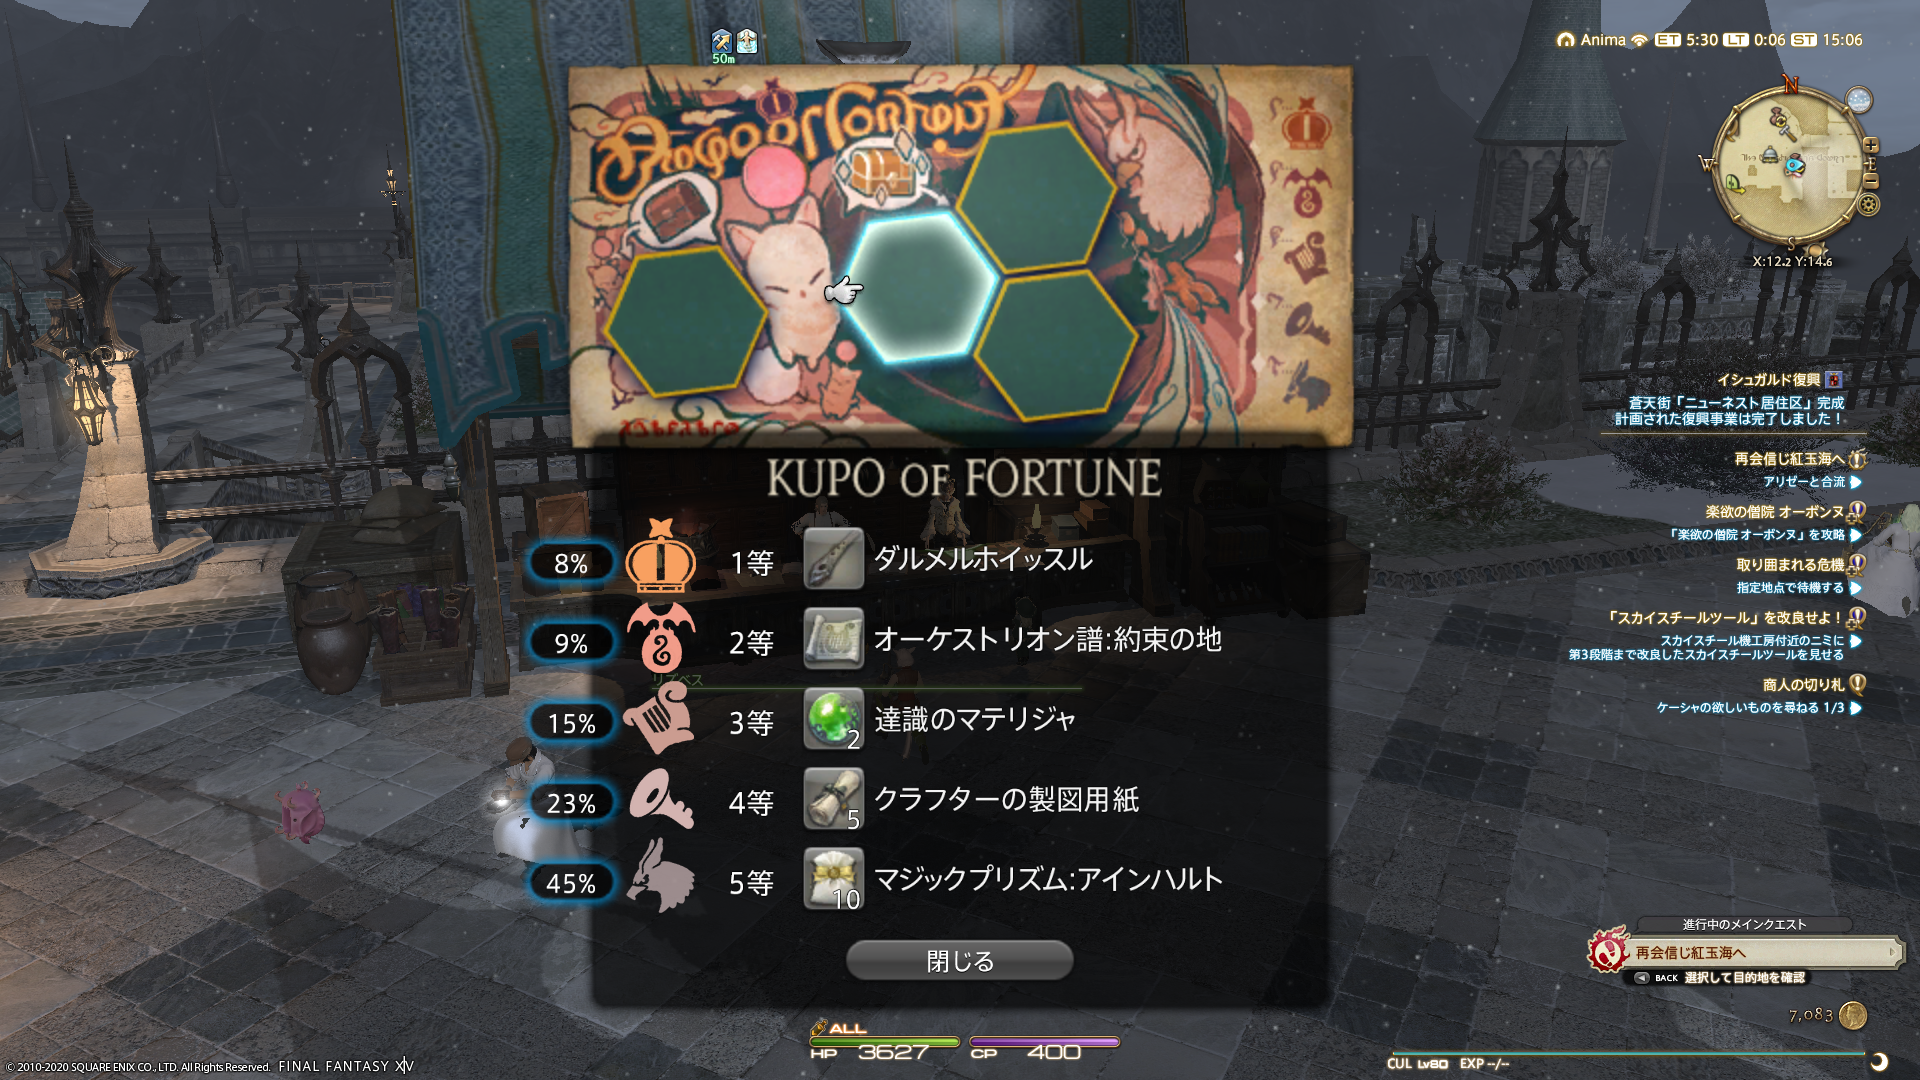 50m
Anima ET 5:30 LT 0:06 ST 15:06
N
W
E
S
X:12.2 Y:14.6
Kupo of Fortune
イシュガルド復興
蒼天街「ニューネスト居住区」完成
計画された復興事業は完了しました！
再会信じ紅玉海へ
アリゼーと合流
楽欲の僧院 オーボンヌ
「楽欲の僧院 オーボンヌ」を攻略
取り囲まれる危機
指定地点で待機する
「スカイスチールツール」を改良せよ！
スカイスチール機工房付近のニミに
第3段階まで改良したスカイスチールツールを見せる
商人の切り札
ケーシャの欲しいものを尋ねる 1/3
KUPO OF FORTUNE
8% 1等 ダルメルホイッスル
9% 2等 オーケストリオン譜:約束の地
リズベス
15% 3等 2 達識のマテリジャ
23% 4等 5 クラフターの製図用紙
45% 5等 10 マジックプリズム:アインハルト
閉じる
進行中のメインクエスト
再会信じ紅玉海へ
BACK 選択して目的地を確認
7,083
ALL
HP 3627 CP 400
CUL Lv80 EXP --/--
© 2010-2020 SQUARE ENIX CO., LTD. All Rights Reserved. FINAL FANTASY XIV